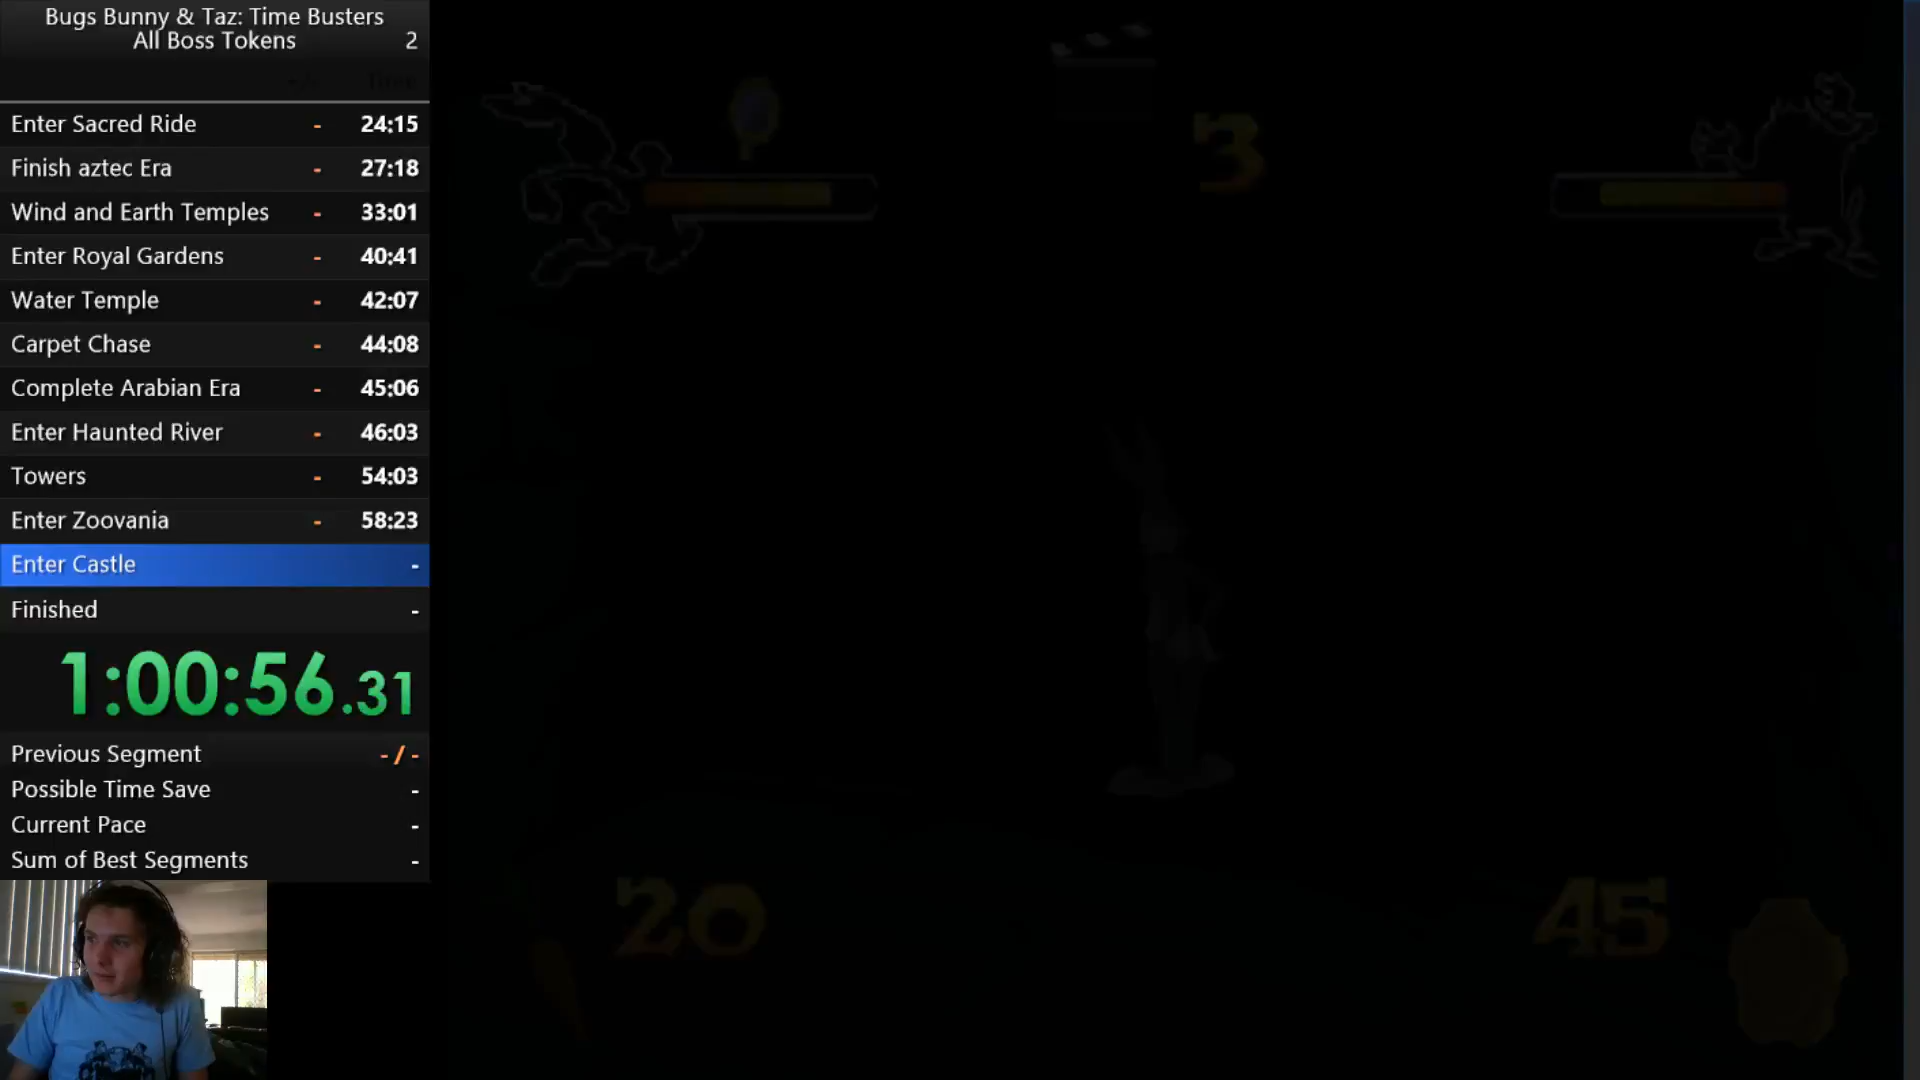 Bugs Bunny & Taz: Time Busters
All Boss Tokens 2
+/- Time
Enter Sacred Ride - 24:15
Finish aztec Era - 27:18
Wind and Earth Temples - 33:01
Enter Royal Gardens - 40:41
Water Temple - 42:07
Carpet Chase - 44:08
Complete Arabian Era - 45:06
Enter Haunted River - 46:03
Towers - 54:03
Enter Zoovania - 58:23
Enter Castle -
Finished -
1:00:56.31
Previous Segment - / -
Possible Time Save -
Current Pace -
Sum of Best Segments -
3
20
45